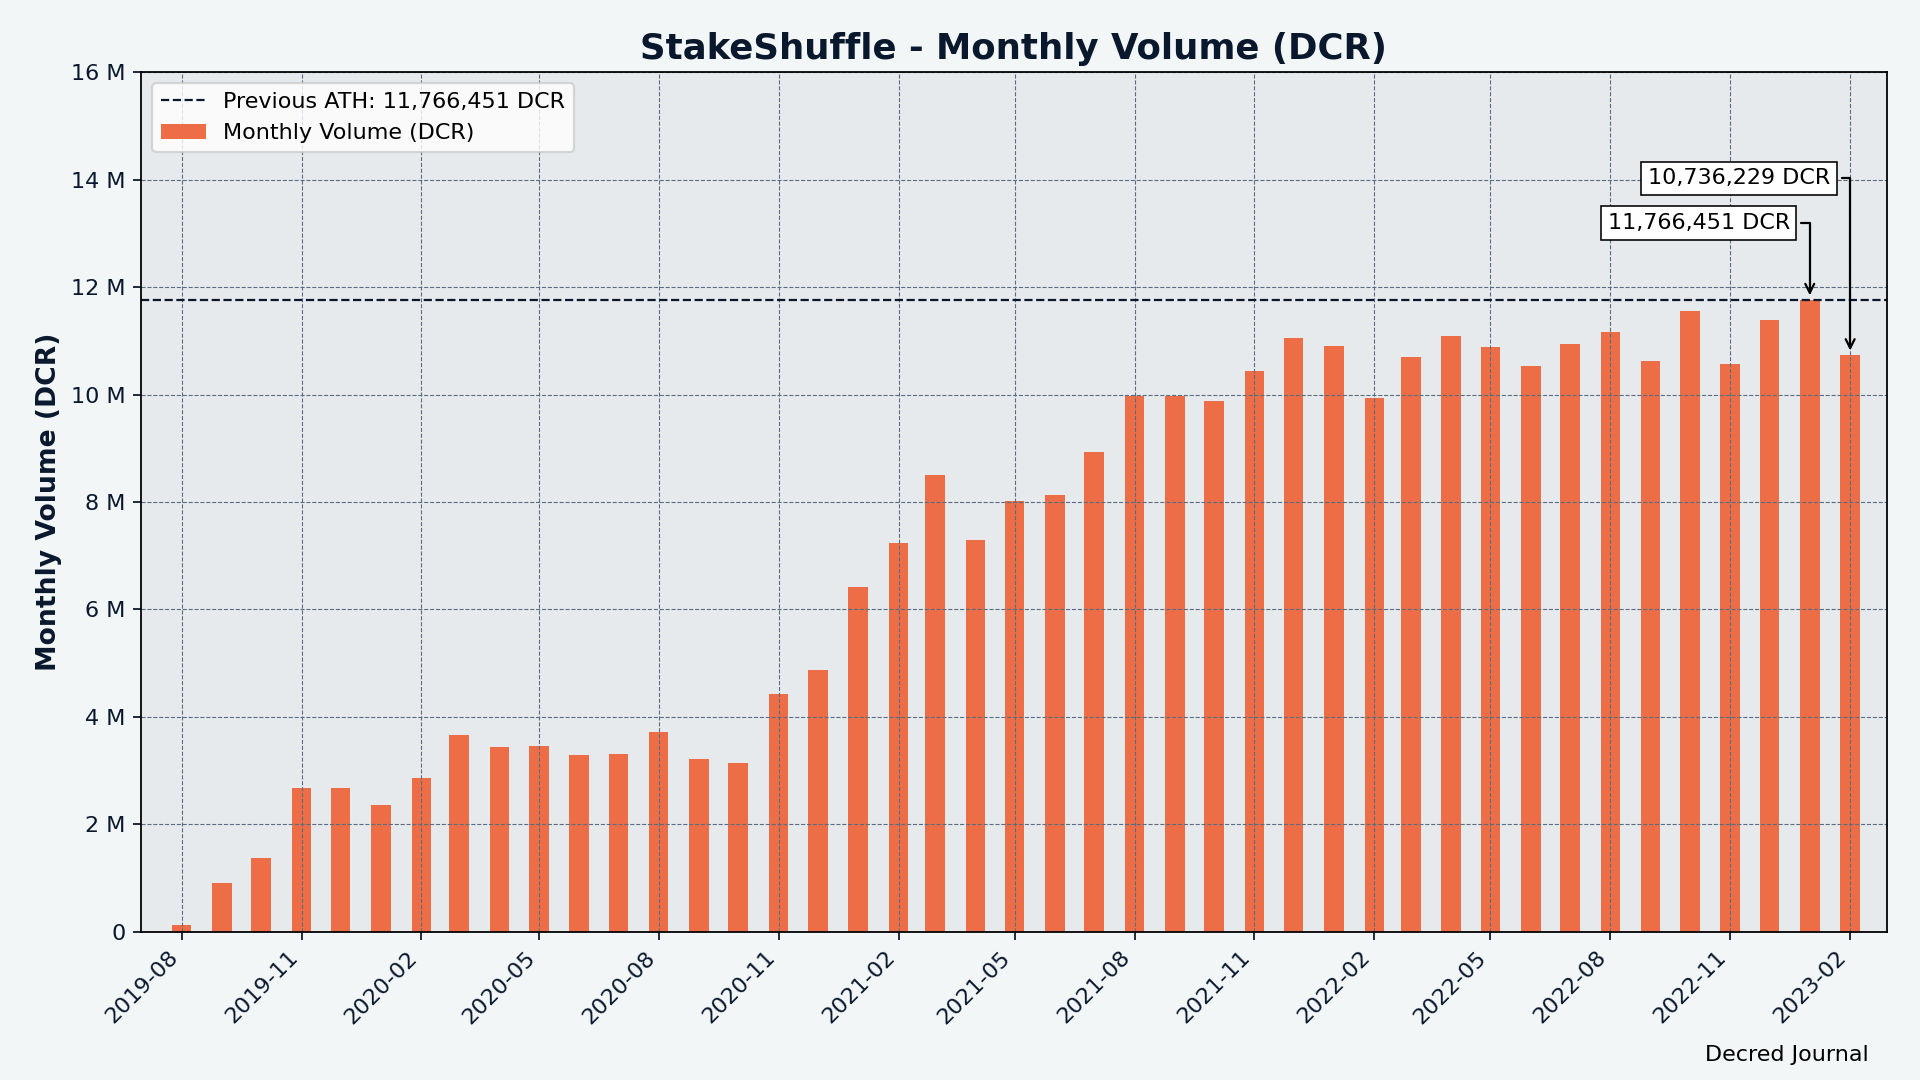 StakeShuffle - Monthly Volume (DCR)
Previous ATH: 11,766,451 DCR
Monthly Volume (DCR)
10,736,229 DCR
11,766,451 DCR
Monthly Volume (DCR)
16 M
14 M
12 M
10 M
8 M
6 M
4 M
2 M
0
2019-08
2019-11
2020-02
2020-05
2020-08
2020-11
2021-02
2021-05
2021-08
2021-11
2022-02
2022-05
2022-08
2022-11
2023-02
Decred Journal